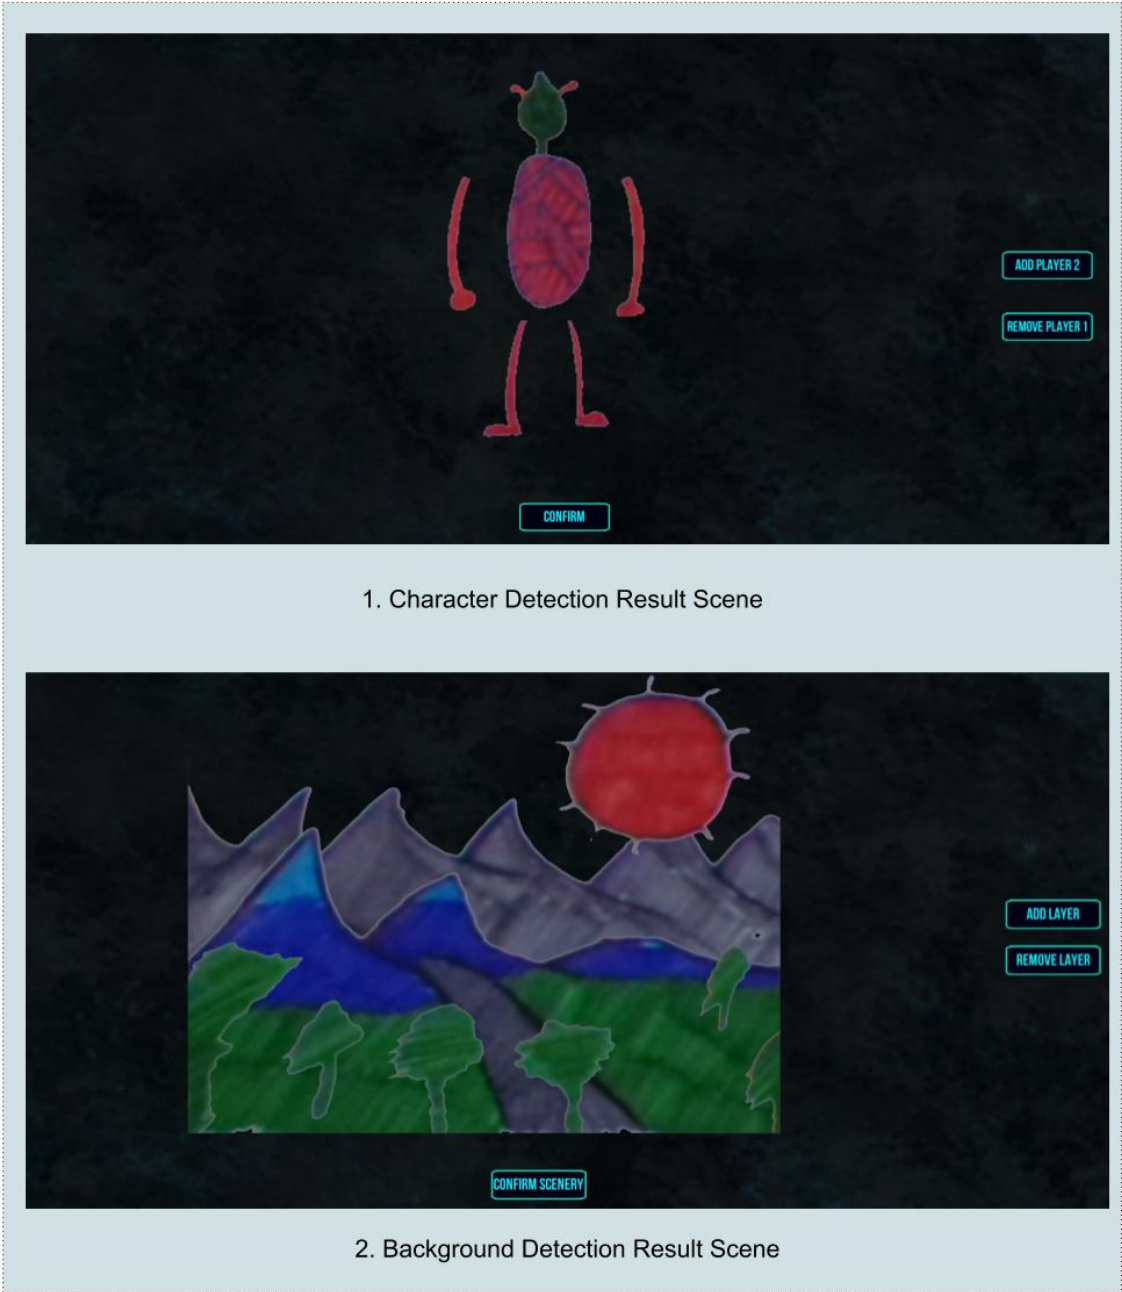 ADD PLAYER 2
REMOVE PLAYER 1
CONFIRM
1. Character Detection Result Scene
ADD LAYER
REMOVE LAYER
CONFIRM SCENERY
2. Background Detection Result Scene